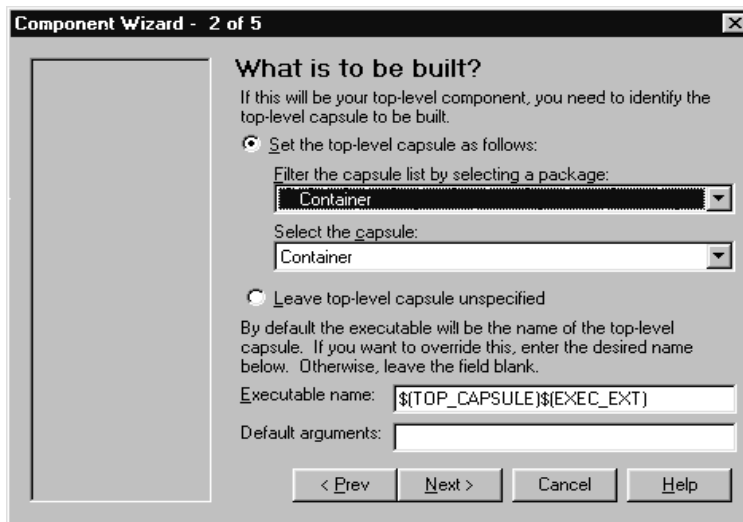 Component Wizard - 2 of 5
What is to be built?
If this will be your top-level component, you need to identify the
top-level capsule to be built.
Set the top-level capsule as follows:
Filter the capsule list by selecting a package:
Container
Select the capsule:
Container
Leave top-level capsule unspecified
By default the executable will be the name of the top-level
capsule. If you want to override this, enter the desired name
below. Otherwise, leave the field blank.
Executable name: $(TOP_CAPSULE)$(EXEC_EXT)
Default arguments:
< Prev Next > Cancel Help